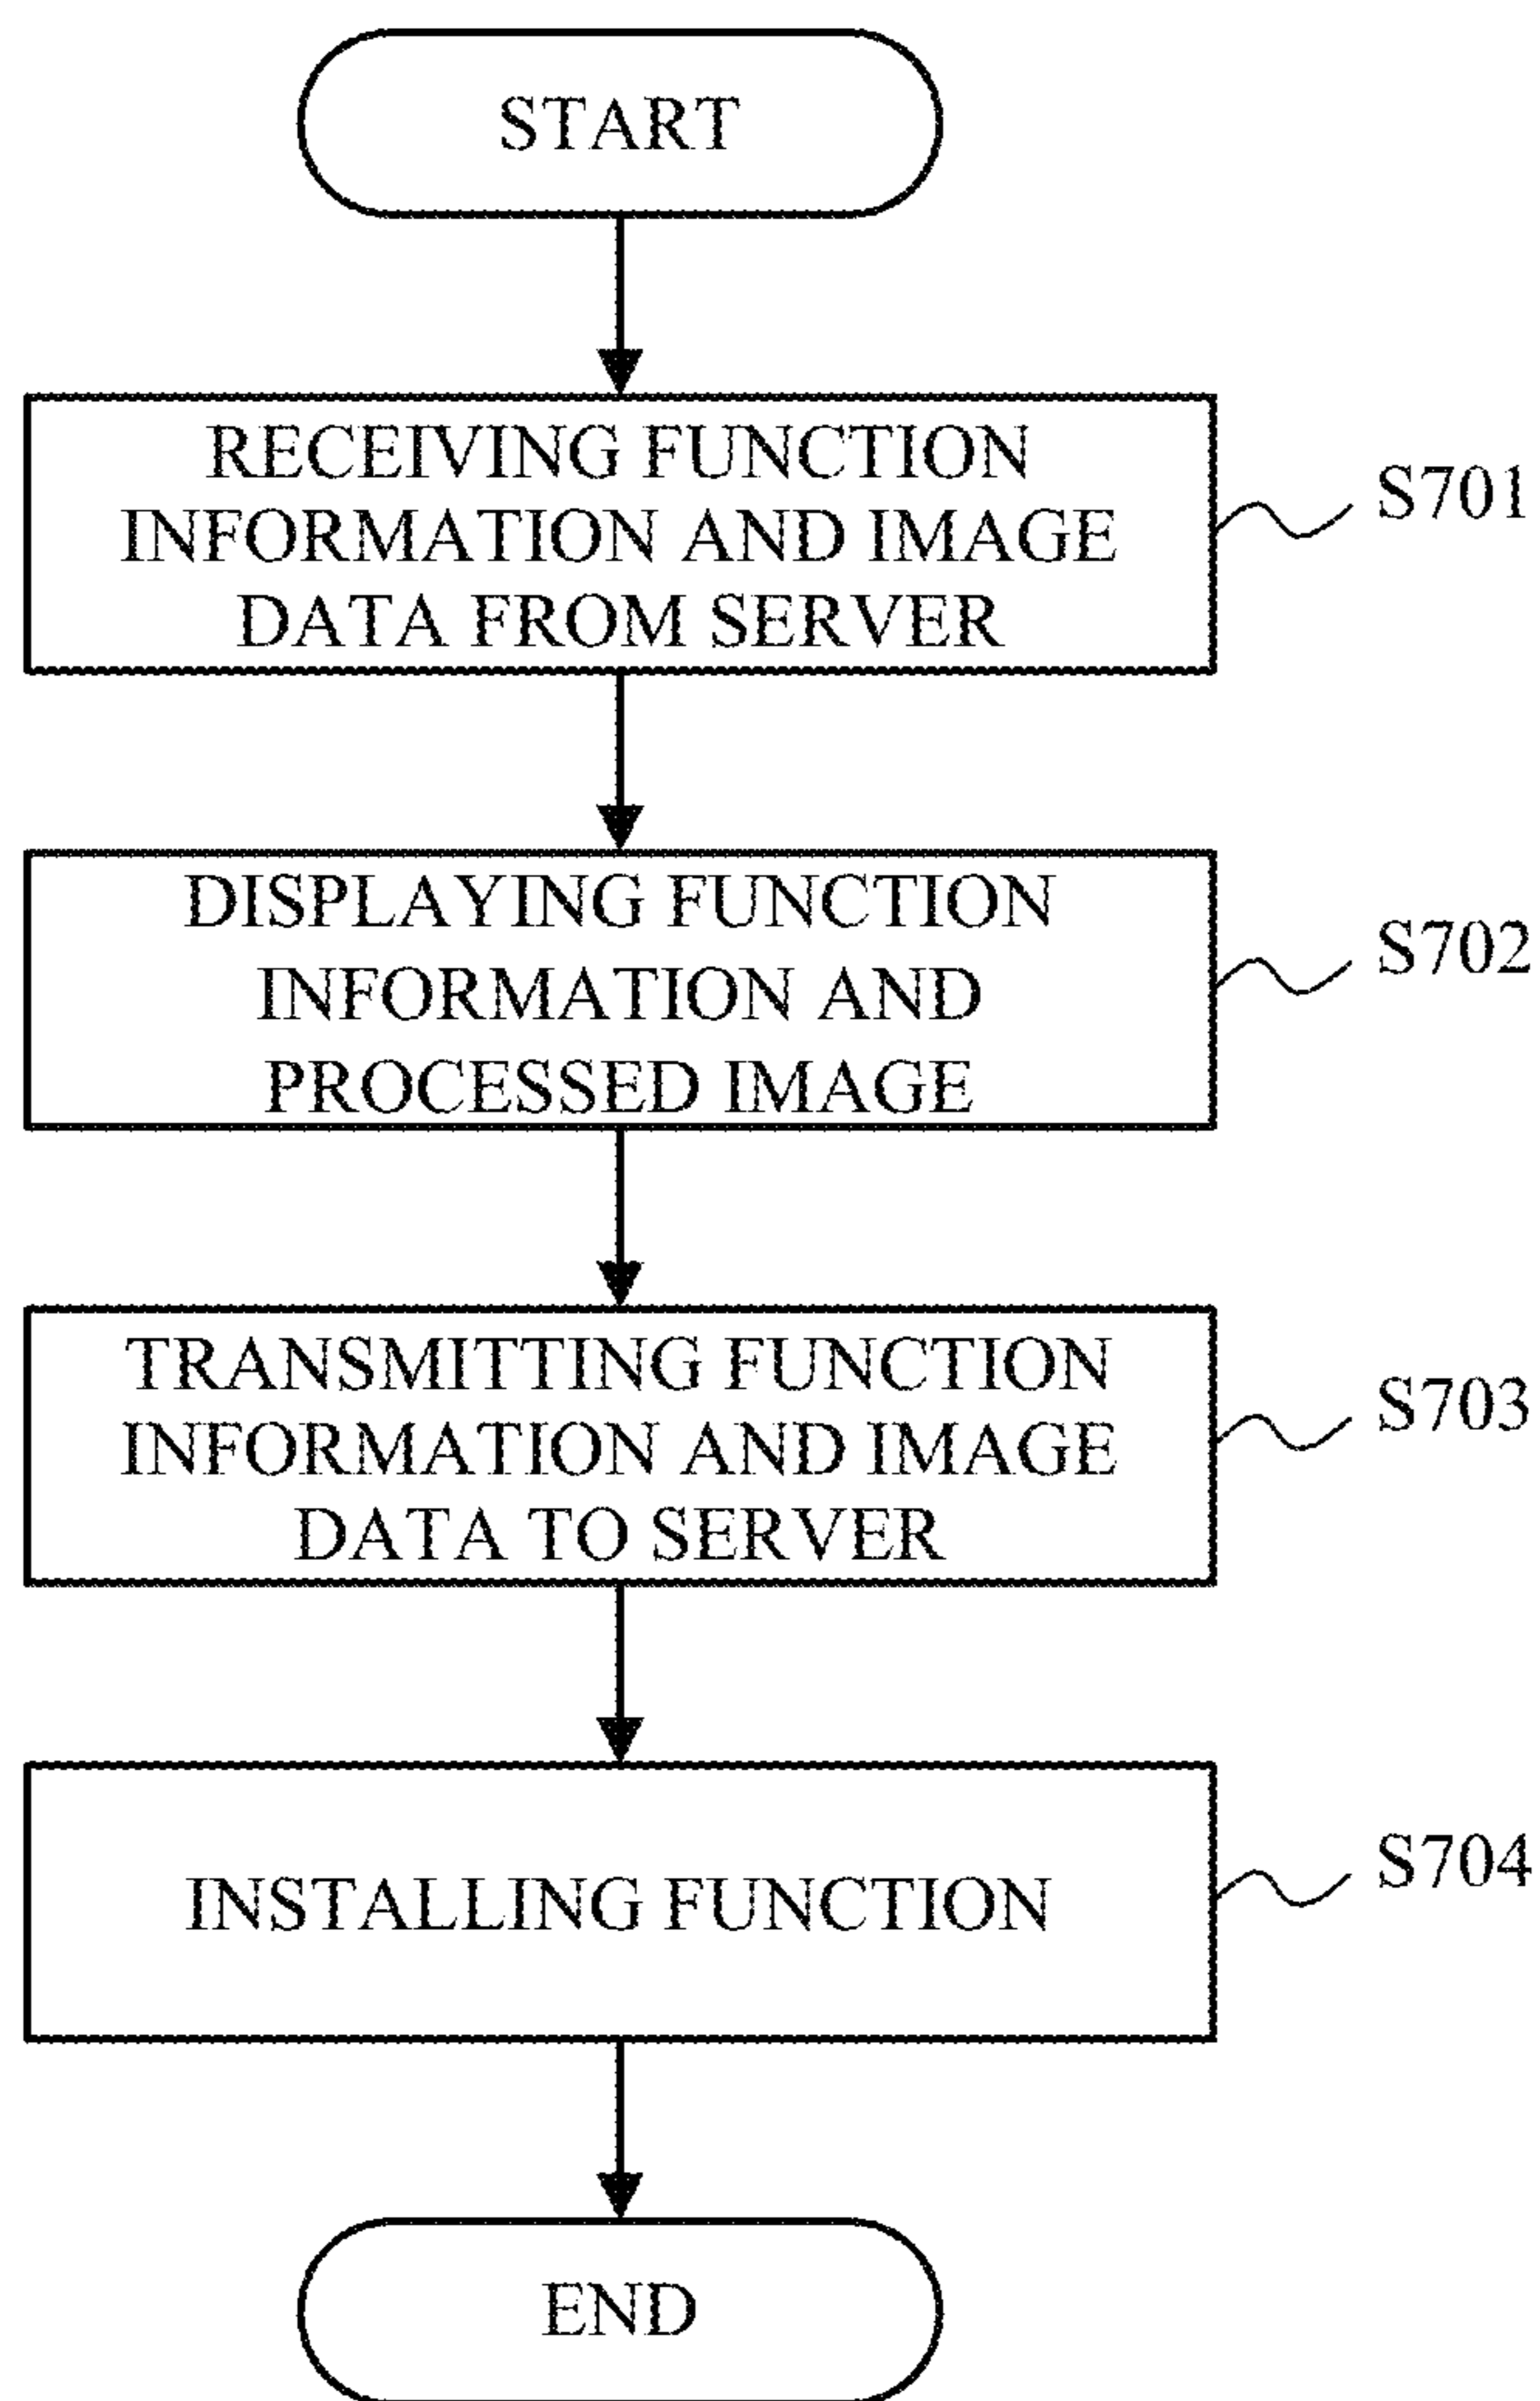 START
RECEIVING FUNCTION
INFORMATION AND IMAGE
DATA FROM SERVER
S701
DISPLAYING FUNCTION
INFORMATION AND
PROCESSED IMAGE
S702
TRANSMITTING FUNCTION
INFORMATION AND IMAGE
DATA TO SERVER
S703
INSTALLING FUNCTION
S704
END